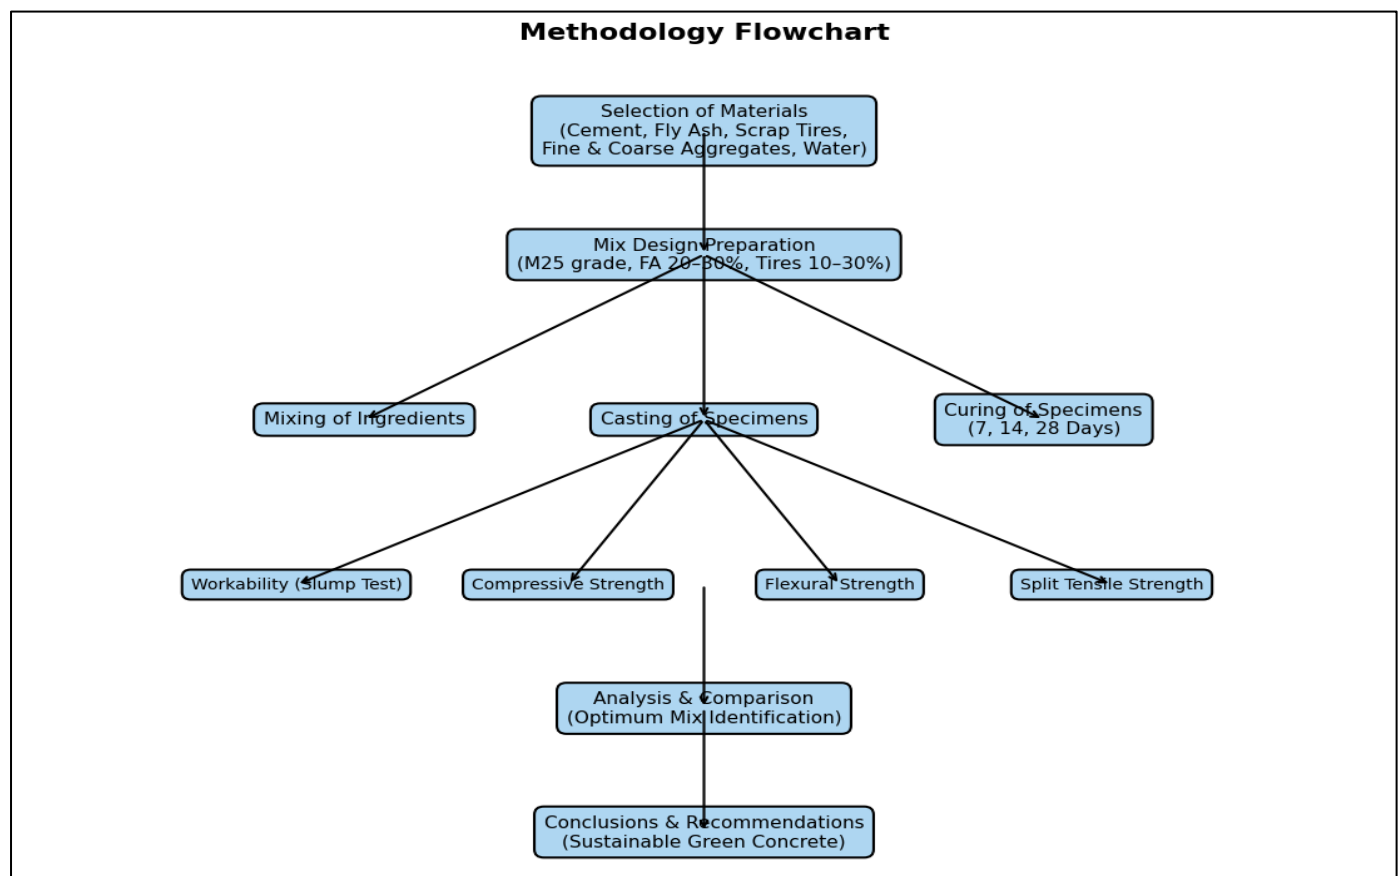 Methodology Flowchart
Selection of Materials
(Cement, Fly Ash, Scrap Tires,
Fine & Coarse Aggregates, Water)
Mix Design Preparation
(M25 grade, FA 20–30%, Tires 10–30%)
Mixing of Ingredients
Casting of Specimens
Curing of Specimens
(7, 14, 28 Days)
Workability (Slump Test)
Compressive Strength
Flexural Strength
Split Tensile Strength
Analysis & Comparison
(Optimum Mix Identification)
Conclusions & Recommendations
(Sustainable Green Concrete)